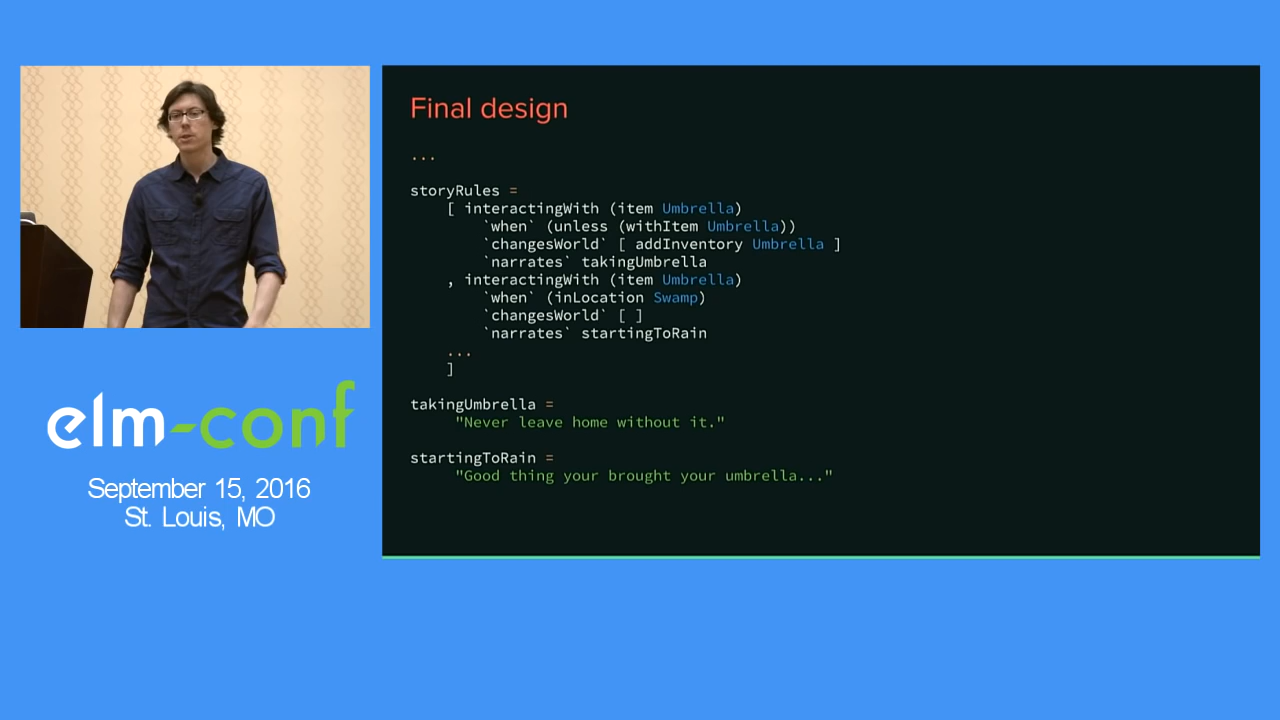 Final design
...
storyRules =
[ interactingWith (item Umbrella)
`when` (unless (withItem Umbrella))
`changesWorld` [ addInventory Umbrella ]
`narrates` takingUmbrella
, interactingWith (item Umbrella)
`when` (inLocation Swamp)
`changesWorld` [ ]
`narrates` startingToRain
...
]
takingUmbrella =
"Never leave home without it."
startingToRain =
"Good thing your brought your umbrella..."
elm-conf
September 15, 2016
St. Louis, MO